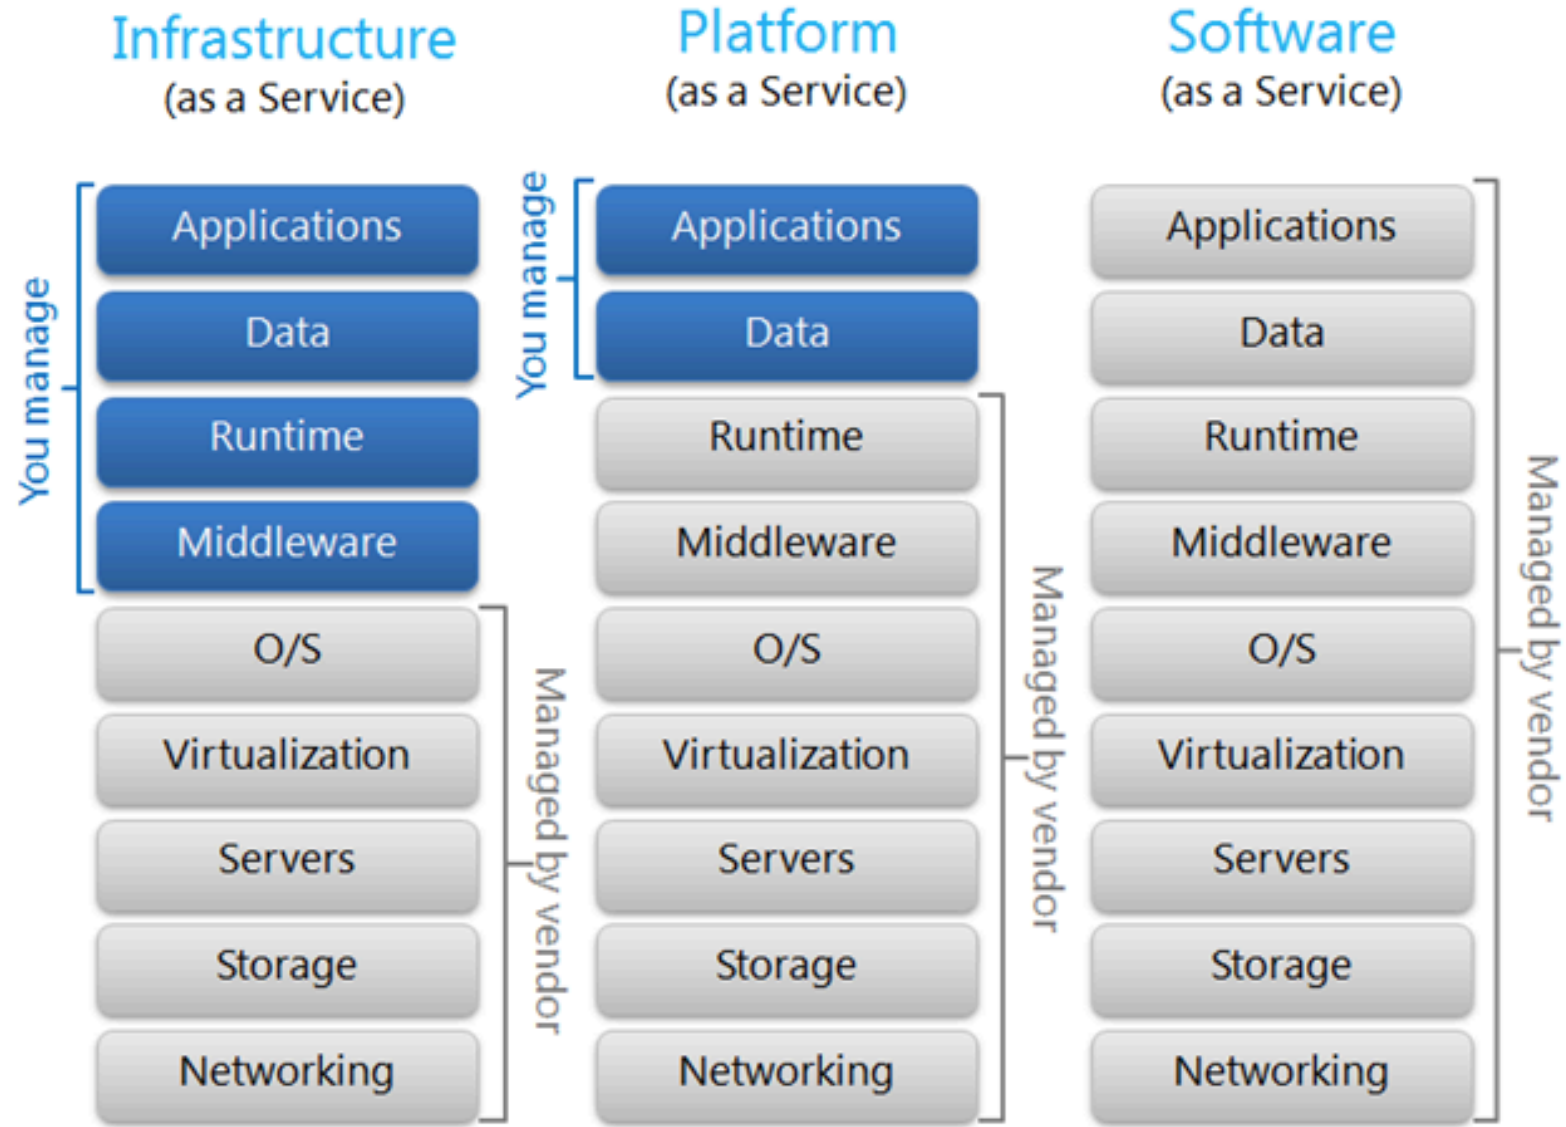 Infrastructure
(as a Service)
You manage
Applications
Data
Runtime
Middleware
O/S
Virtualization
Servers
Storage
Networking
Managed by vendor
Platform
(as a Service)
You manage
Applications
Data
Runtime
Middleware
O/S
Virtualization
Servers
Storage
Networking
Managed by vendor
Software
(as a Service)
Applications
Data
Runtime
Middleware
O/S
Virtualization
Servers
Storage
Networking
Managed by vendor